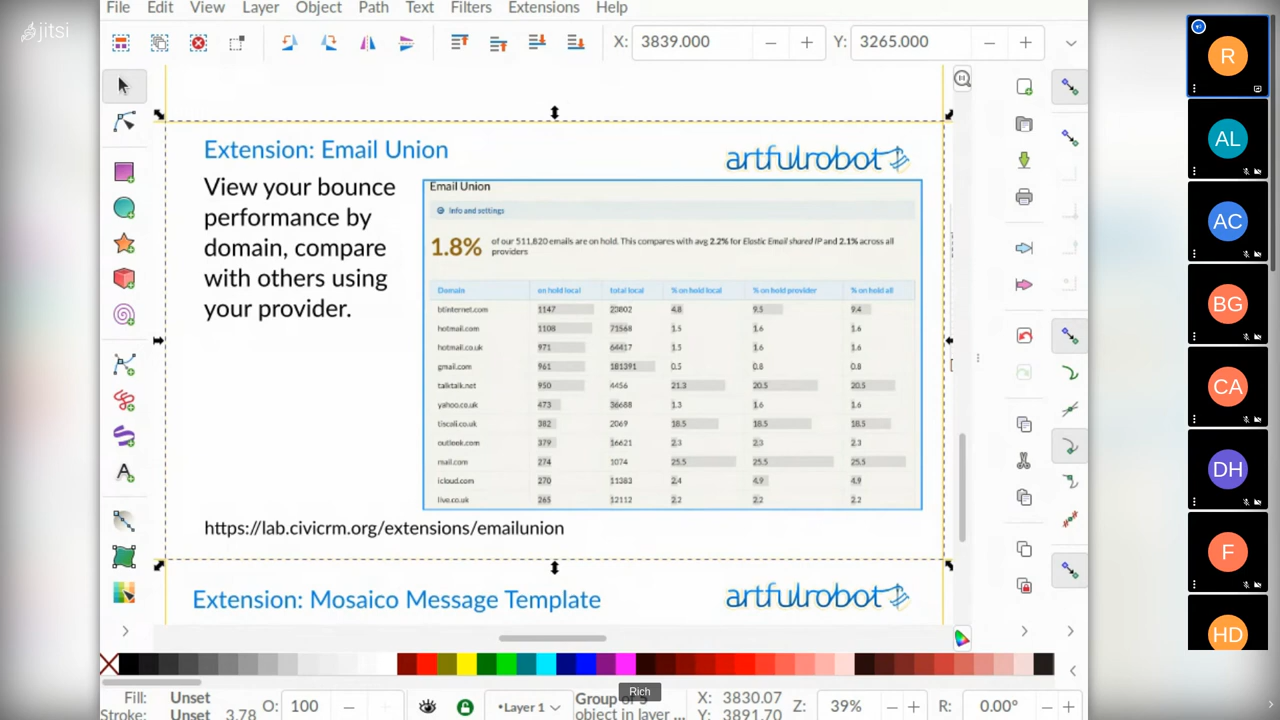 jitsi
File Edit View Layer Object Path Text Filters Extensions Help
X: 3839.000 Y: 3265.000
Extension: Email Union
artfulrobot
View your bounce
performance by
domain, compare
with others using
your provider.
Email Union
Info and settings
1.8% of our 511,820 emails are on hold. This compares with avg 2.2% for Elastic Email shared IP and 2.1% across all
providers
Domain on hold local total local % on hold local % on hold provider % on hold all
btinternet.com 1147 23802 4.8 9.5 9.4
hotmail.com 1108 71568 1.5 1.6 1.6
hotmail.co.uk 971 64417 1.5 1.6 1.6
gmail.com 961 181391 0.5 0.8 0.8
talktalk.net 950 4456 21.3 20.5 20.5
yahoo.co.uk 473 36688 1.3 1.6 1.6
tiscali.co.uk 382 2069 18.5 18.5 18.5
outlook.com 379 16621 2.3 2.3 2.3
mail.com 274 1074 25.5 25.5 25.5
icloud.com 270 11383 2.4 4.9 4.9
live.co.uk 265 12112 2.2 2.2 2.2
https://lab.civicrm.org/extensions/emailunion
Extension: Mosaico Message Template
artfulrobot
Fill: Unset
Stroke: Unset 3.78
O: 100
•Layer 1
Group of
object in layer ...
Rich
X: 3830.07
Y: 3891.70
Z: 39%
R: 0.00°
R
AL
AC
BG
CA
DH
F
HD